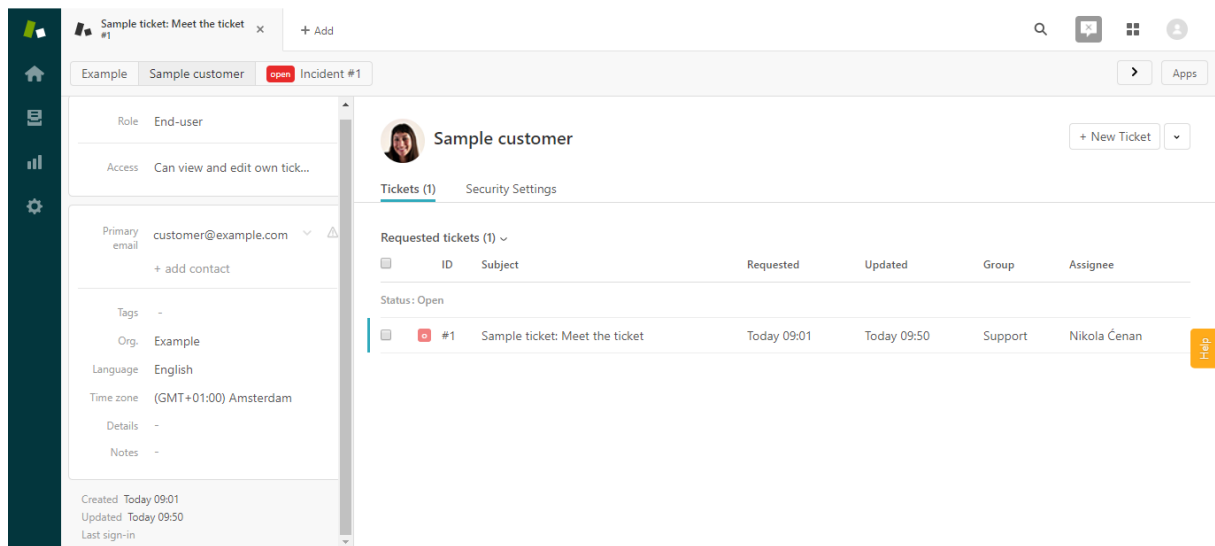 Sample ticket: Meet the ticket
#1
+ Add
Example
Sample customer
open Incident #1
Apps
Role End-user
Access Can view and edit own tick...
Primary email customer@example.com
+ add contact
Tags -
Org. Example
Language English
Time zone (GMT+01:00) Amsterdam
Details -
Notes -
Created Today 09:01
Updated Today 09:50
Last sign-in
Sample customer
+ New Ticket
Tickets (1) Security Settings
Requested tickets (1)
ID Subject Requested Updated Group Assignee
Status: Open
o #1 Sample ticket: Meet the ticket Today 09:01 Today 09:50 Support Nikola Ćenan
Help